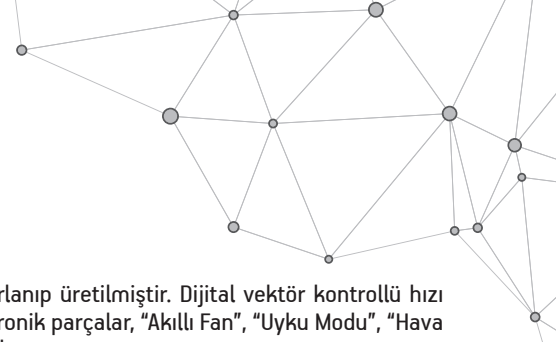 rlanıp üretilmiştir. Dijital vektör kontrollü hızı
ronik parçalar, “Akıllı Fan”, “Uyku Modu”, “Hava